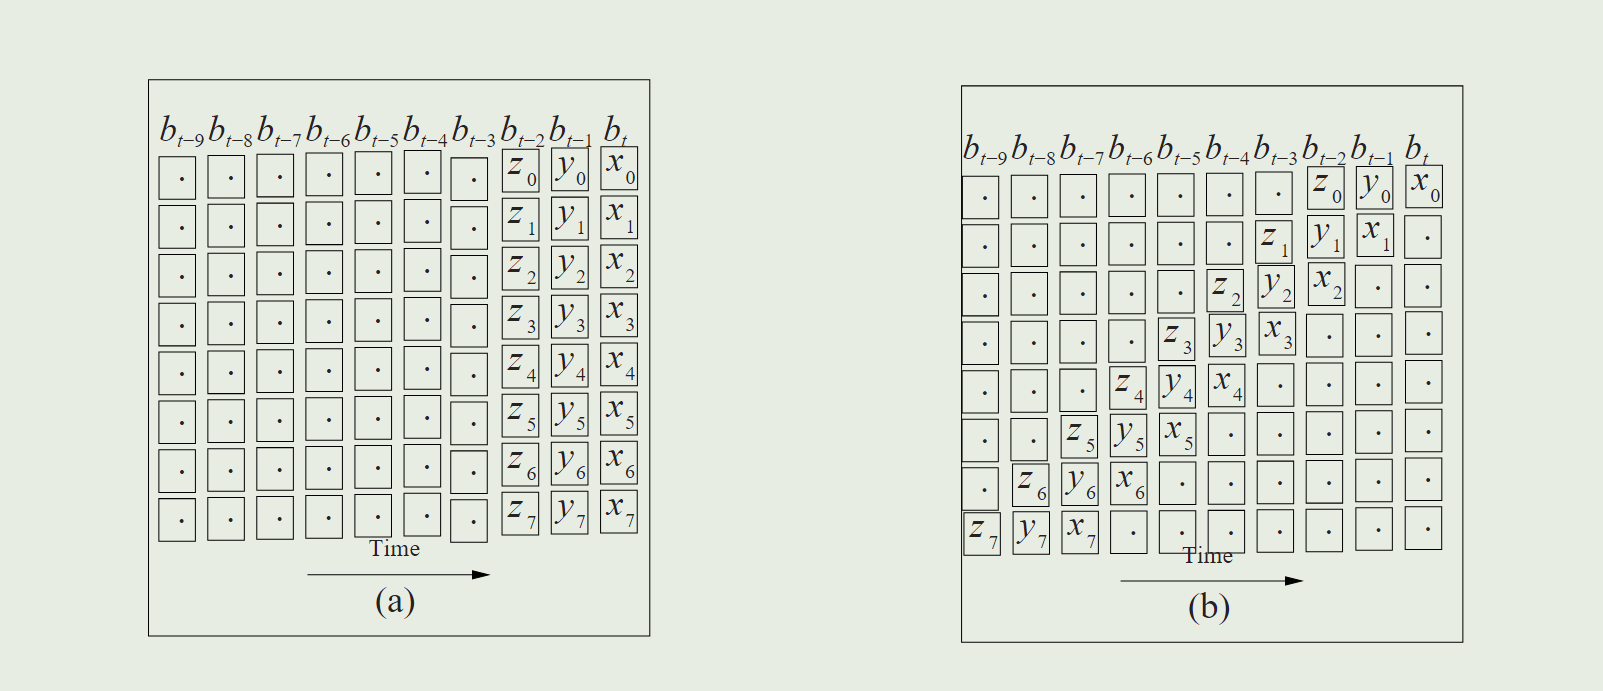 b_{t−9} b_{t−8} b_{t−7} b_{t−6} b_{t−5} b_{t−4} b_{t−3} b_{t−2} b_{t−1} b_t
· · · · · · · z_0 y_0 x_0
· · · · · · · z_1 y_1 x_1
· · · · · · · z_2 y_2 x_2
· · · · · · · z_3 y_3 x_3
· · · · · · · z_4 y_4 x_4
· · · · · · · z_5 y_5 x_5
· · · · · · · z_6 y_6 x_6
· · · · · · · z_7 y_7 x_7
Time
(a)
b_{t−9} b_{t−8} b_{t−7} b_{t−6} b_{t−5} b_{t−4} b_{t−3} b_{t−2} b_{t−1} b_t
· · · · · · · z_0 y_0 x_0
· · · · · · z_1 y_1 x_1 ·
· · · · · z_2 y_2 x_2 · ·
· · · · z_3 y_3 x_3 · · ·
· · · z_4 y_4 x_4 · · · ·
· · z_5 y_5 x_5 · · · · ·
· z_6 y_6 x_6 · · · · · ·
z_7 y_7 x_7 · · · · · · ·
Time
(b)